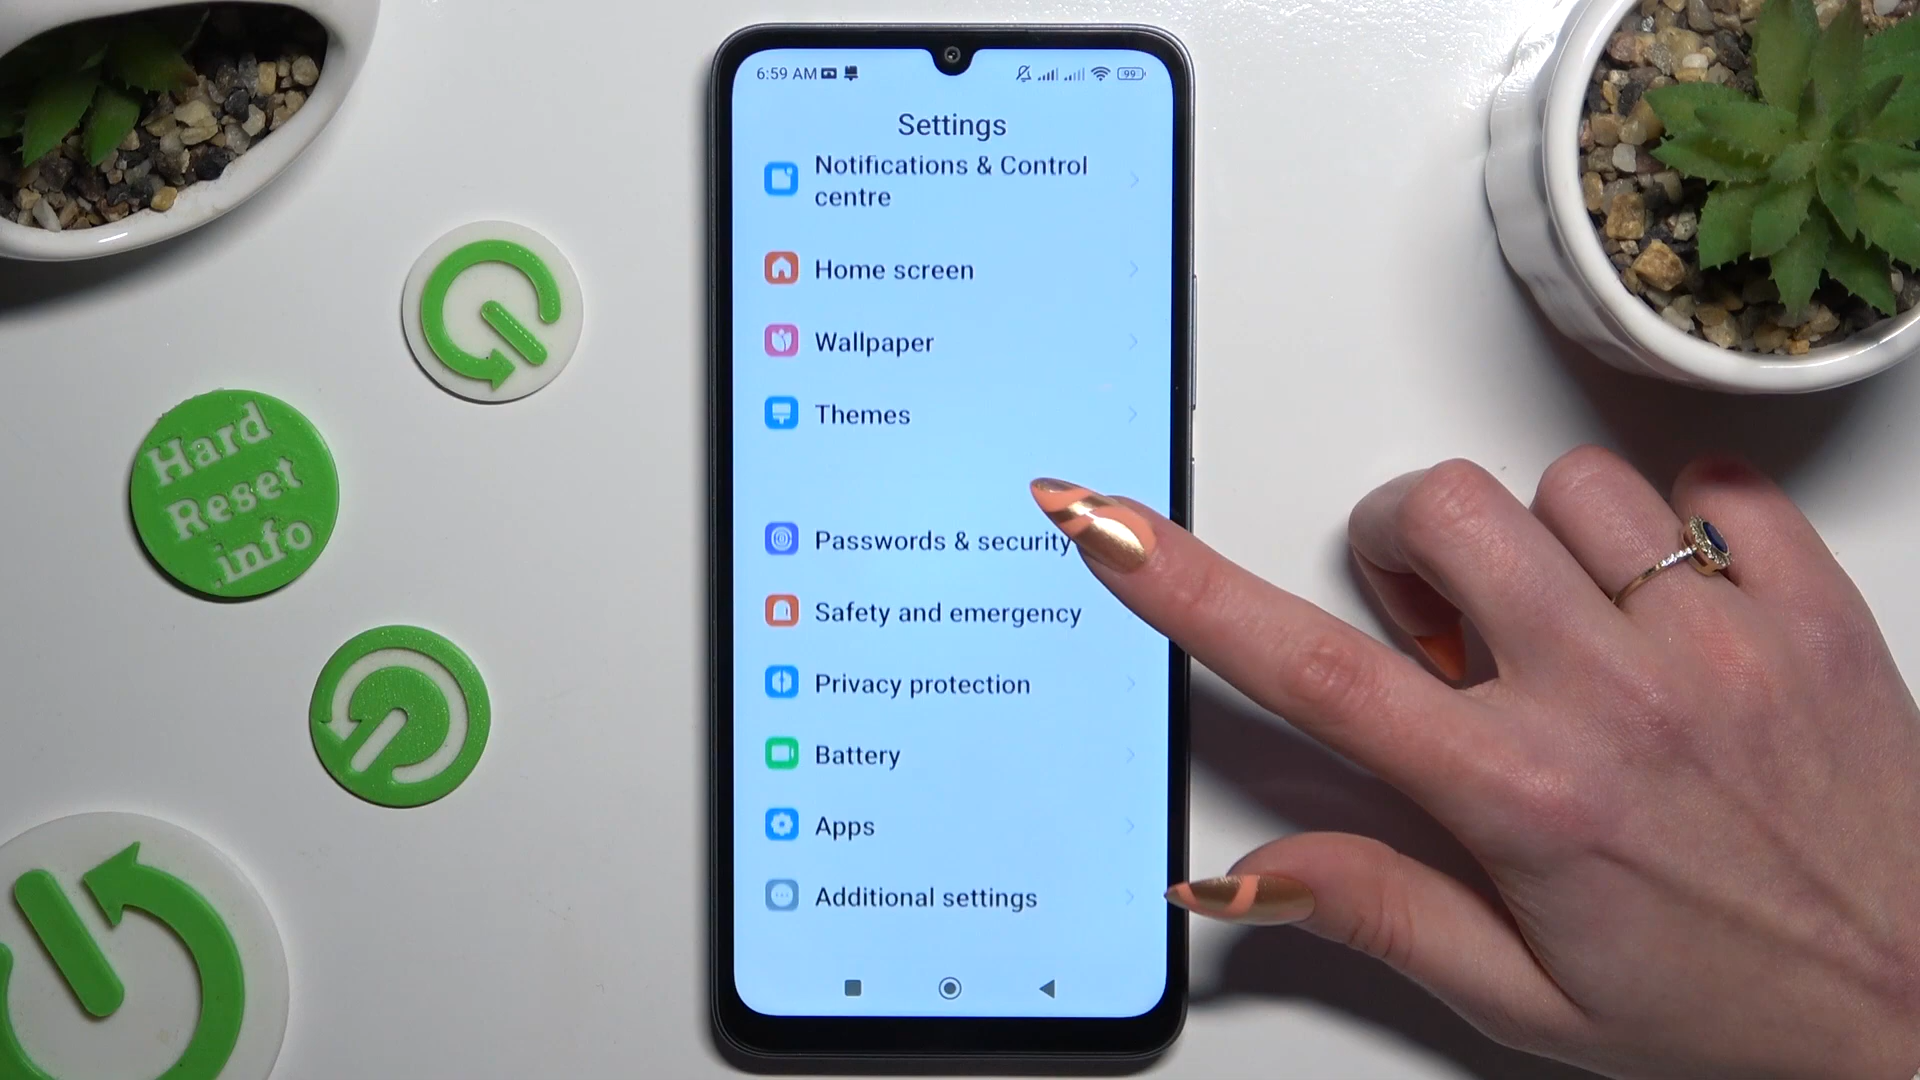 6:59 AM
99
Settings
Notifications & Control
centre
Home screen
Wallpaper
Themes
Passwords & security
Safety and emergency
Privacy protection
Battery
Apps
Additional settings
Hard
Reset
.info